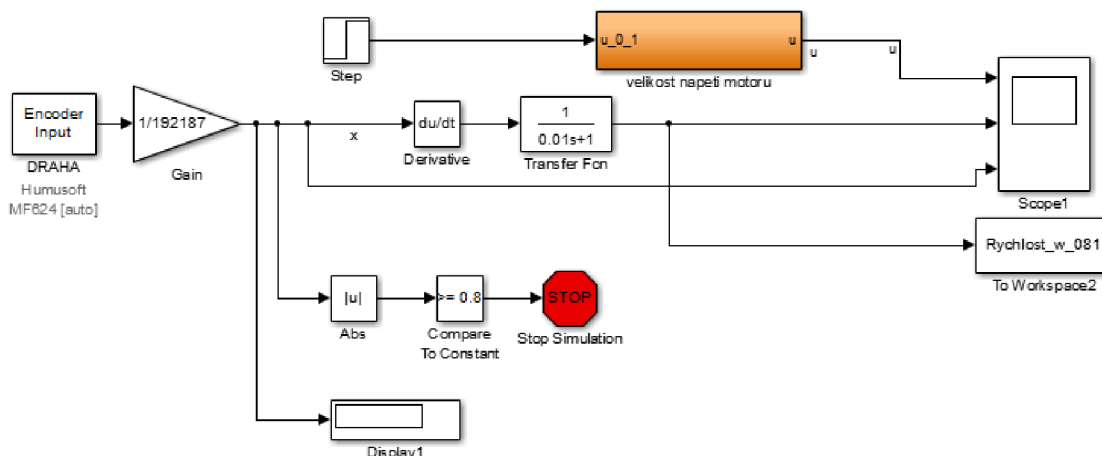 Step
u_0_1
u
velikost napeti motoru
u
u
Encoder
Input
DRAHA
Humusoft
MF624 [auto]
1/192187
Gain
x
du/dt
Derivative
1
0.01s+1
Transfer Fcn
Scope1
Rychlost_w_081
To Workspace2
|u|
Abs
>= 0.8
Compare
To Constant
STOP
Stop Simulation
Display1